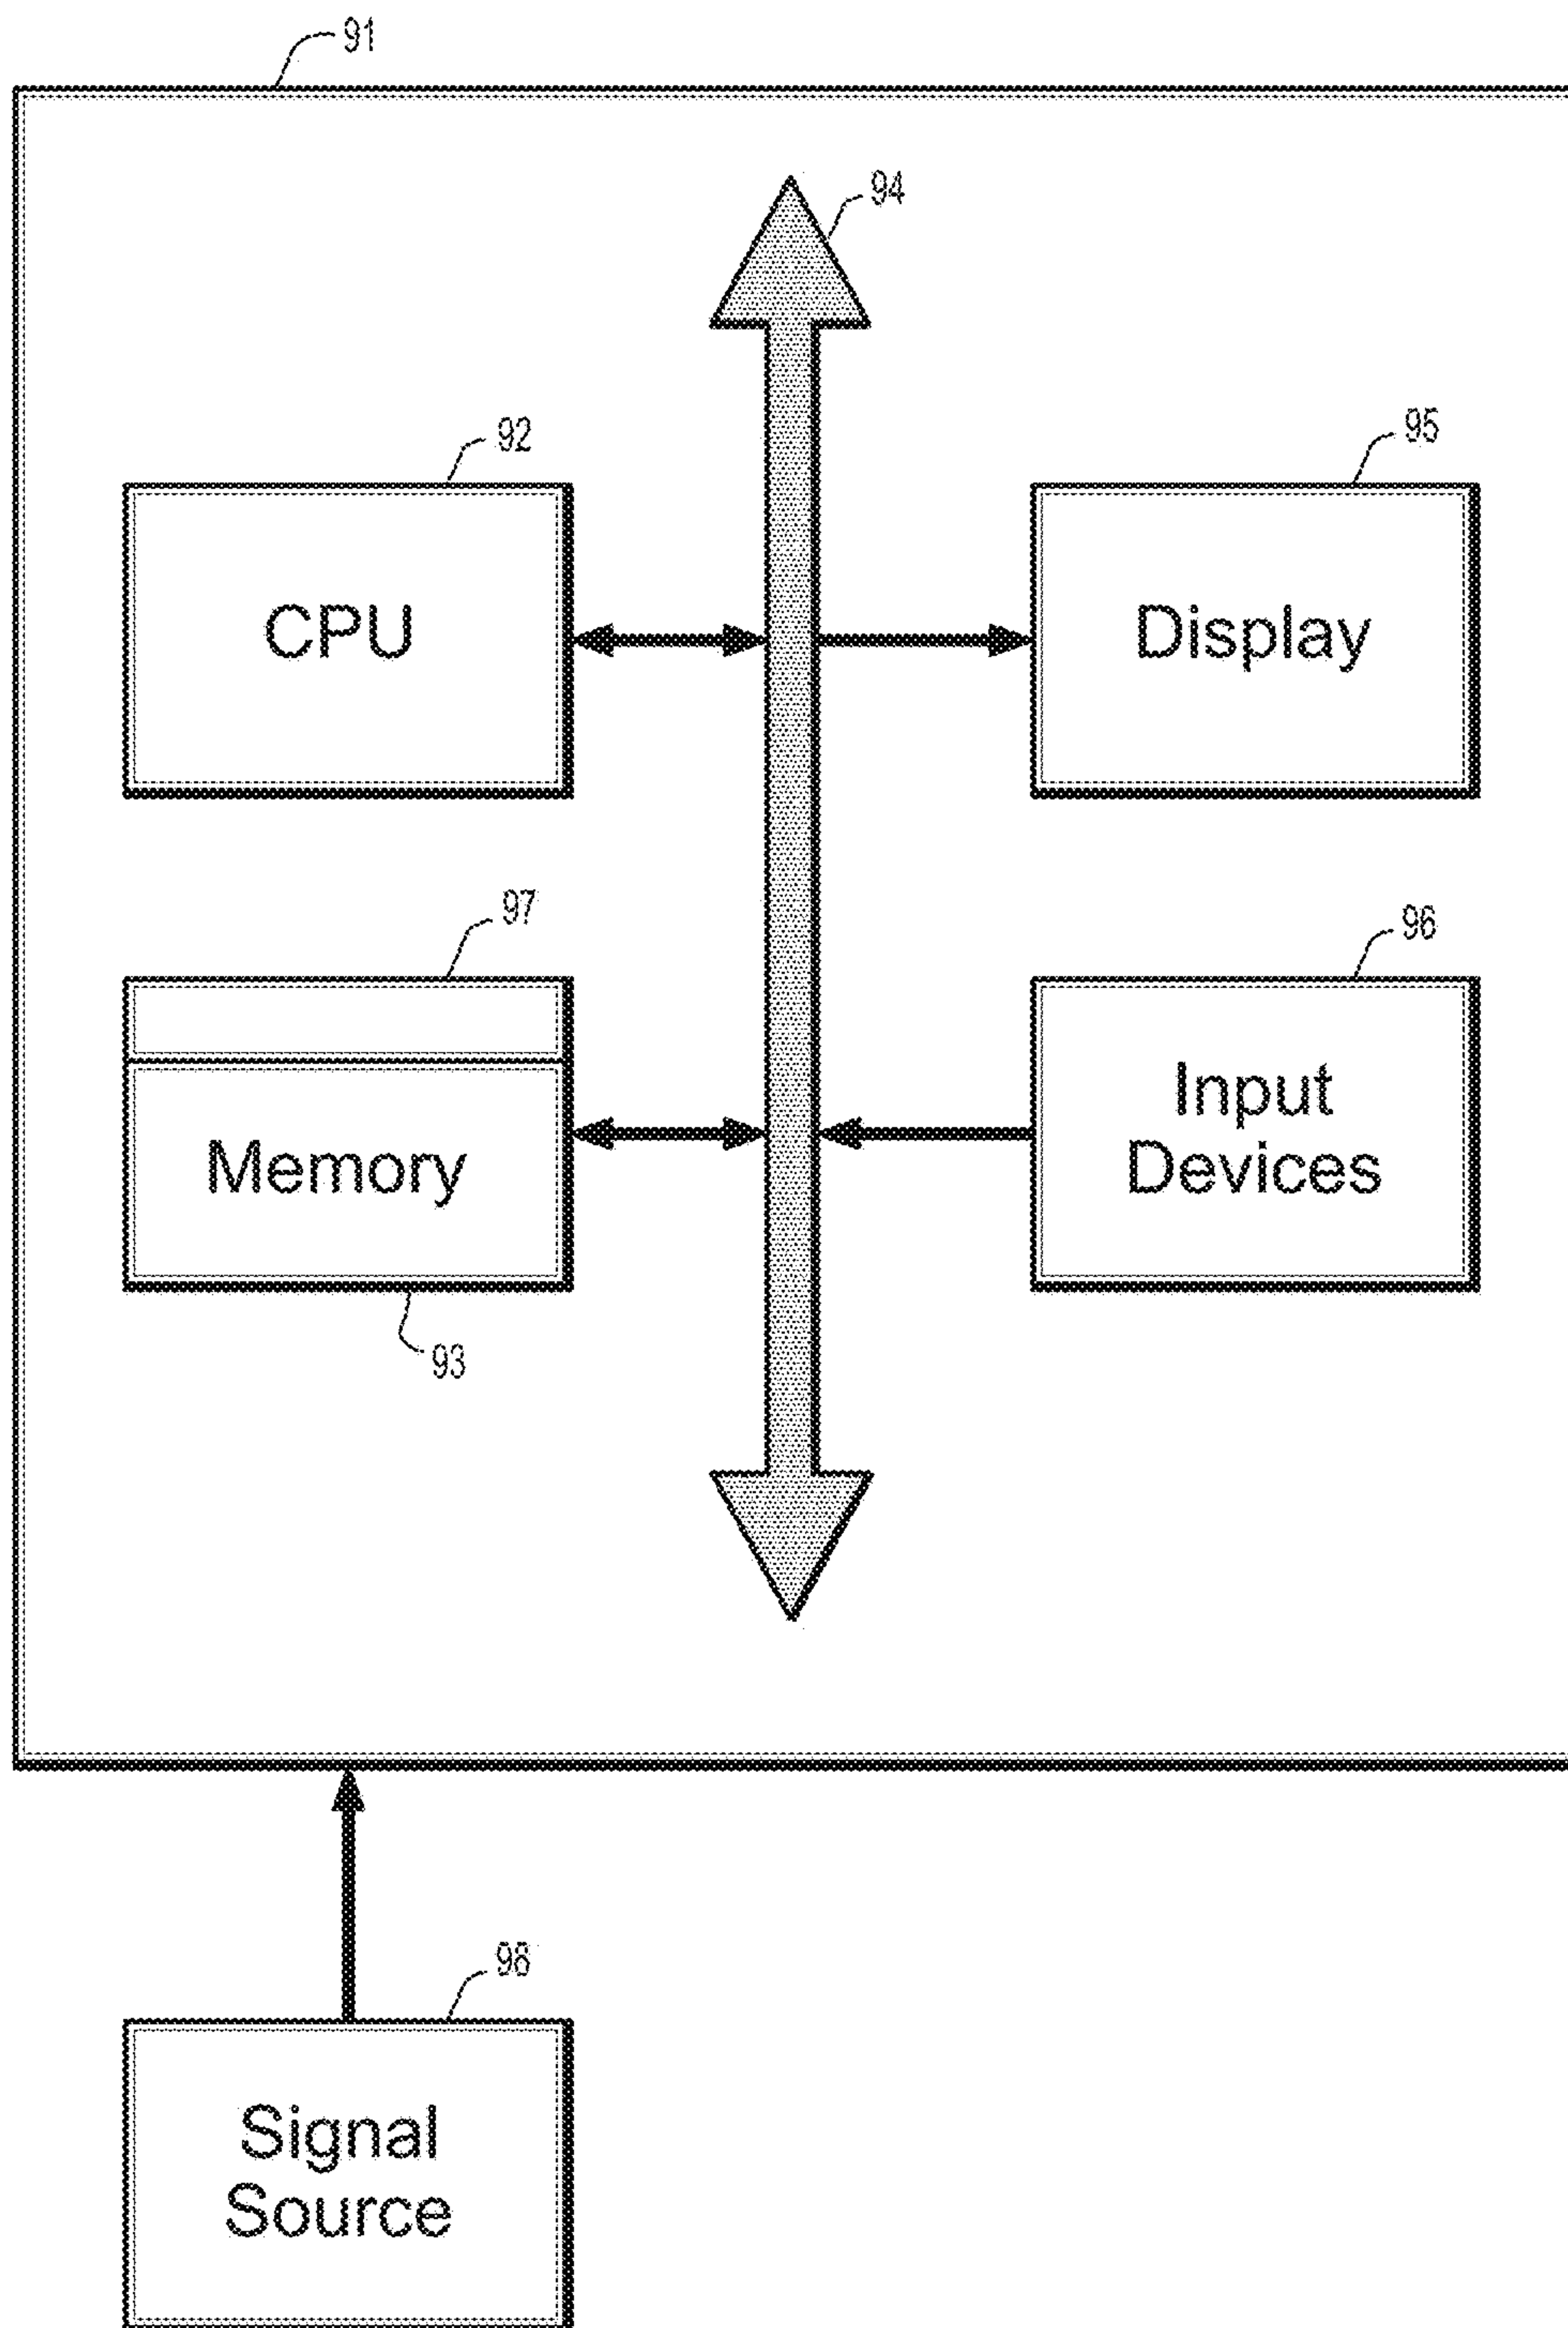 91
94
92
95
CPU
Display
97
96
Input
Devices
Memory
93
98
Signal
Source